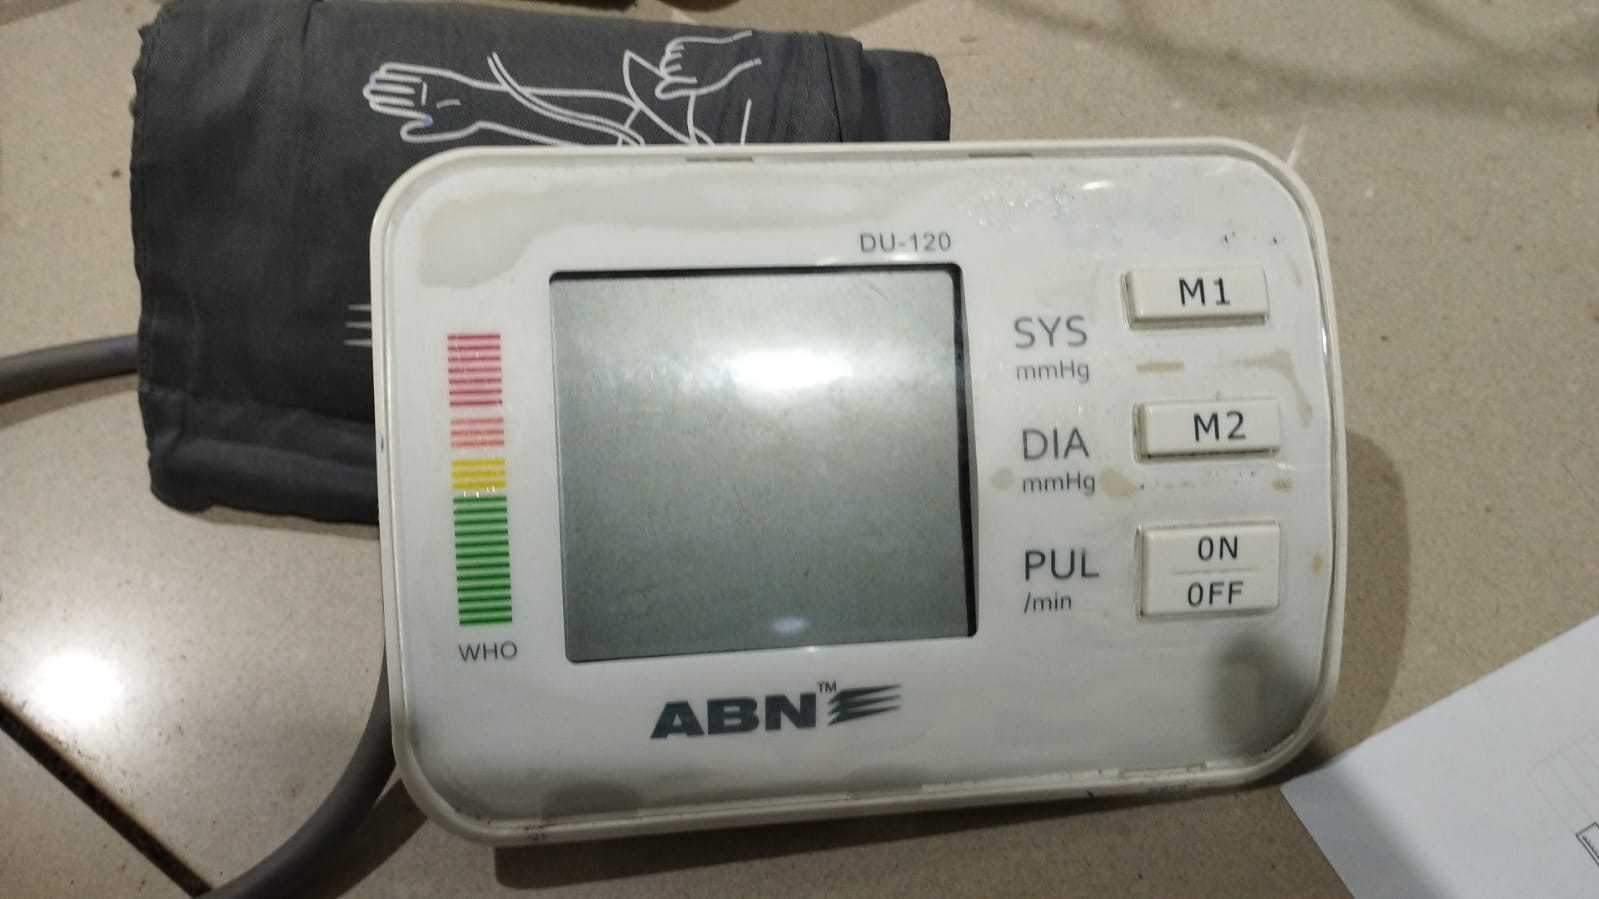 DU-120
M1
SYS
mmHg
M2
DIA
mmHg
ON
OFF
PUL
/min
WHO
ABN™